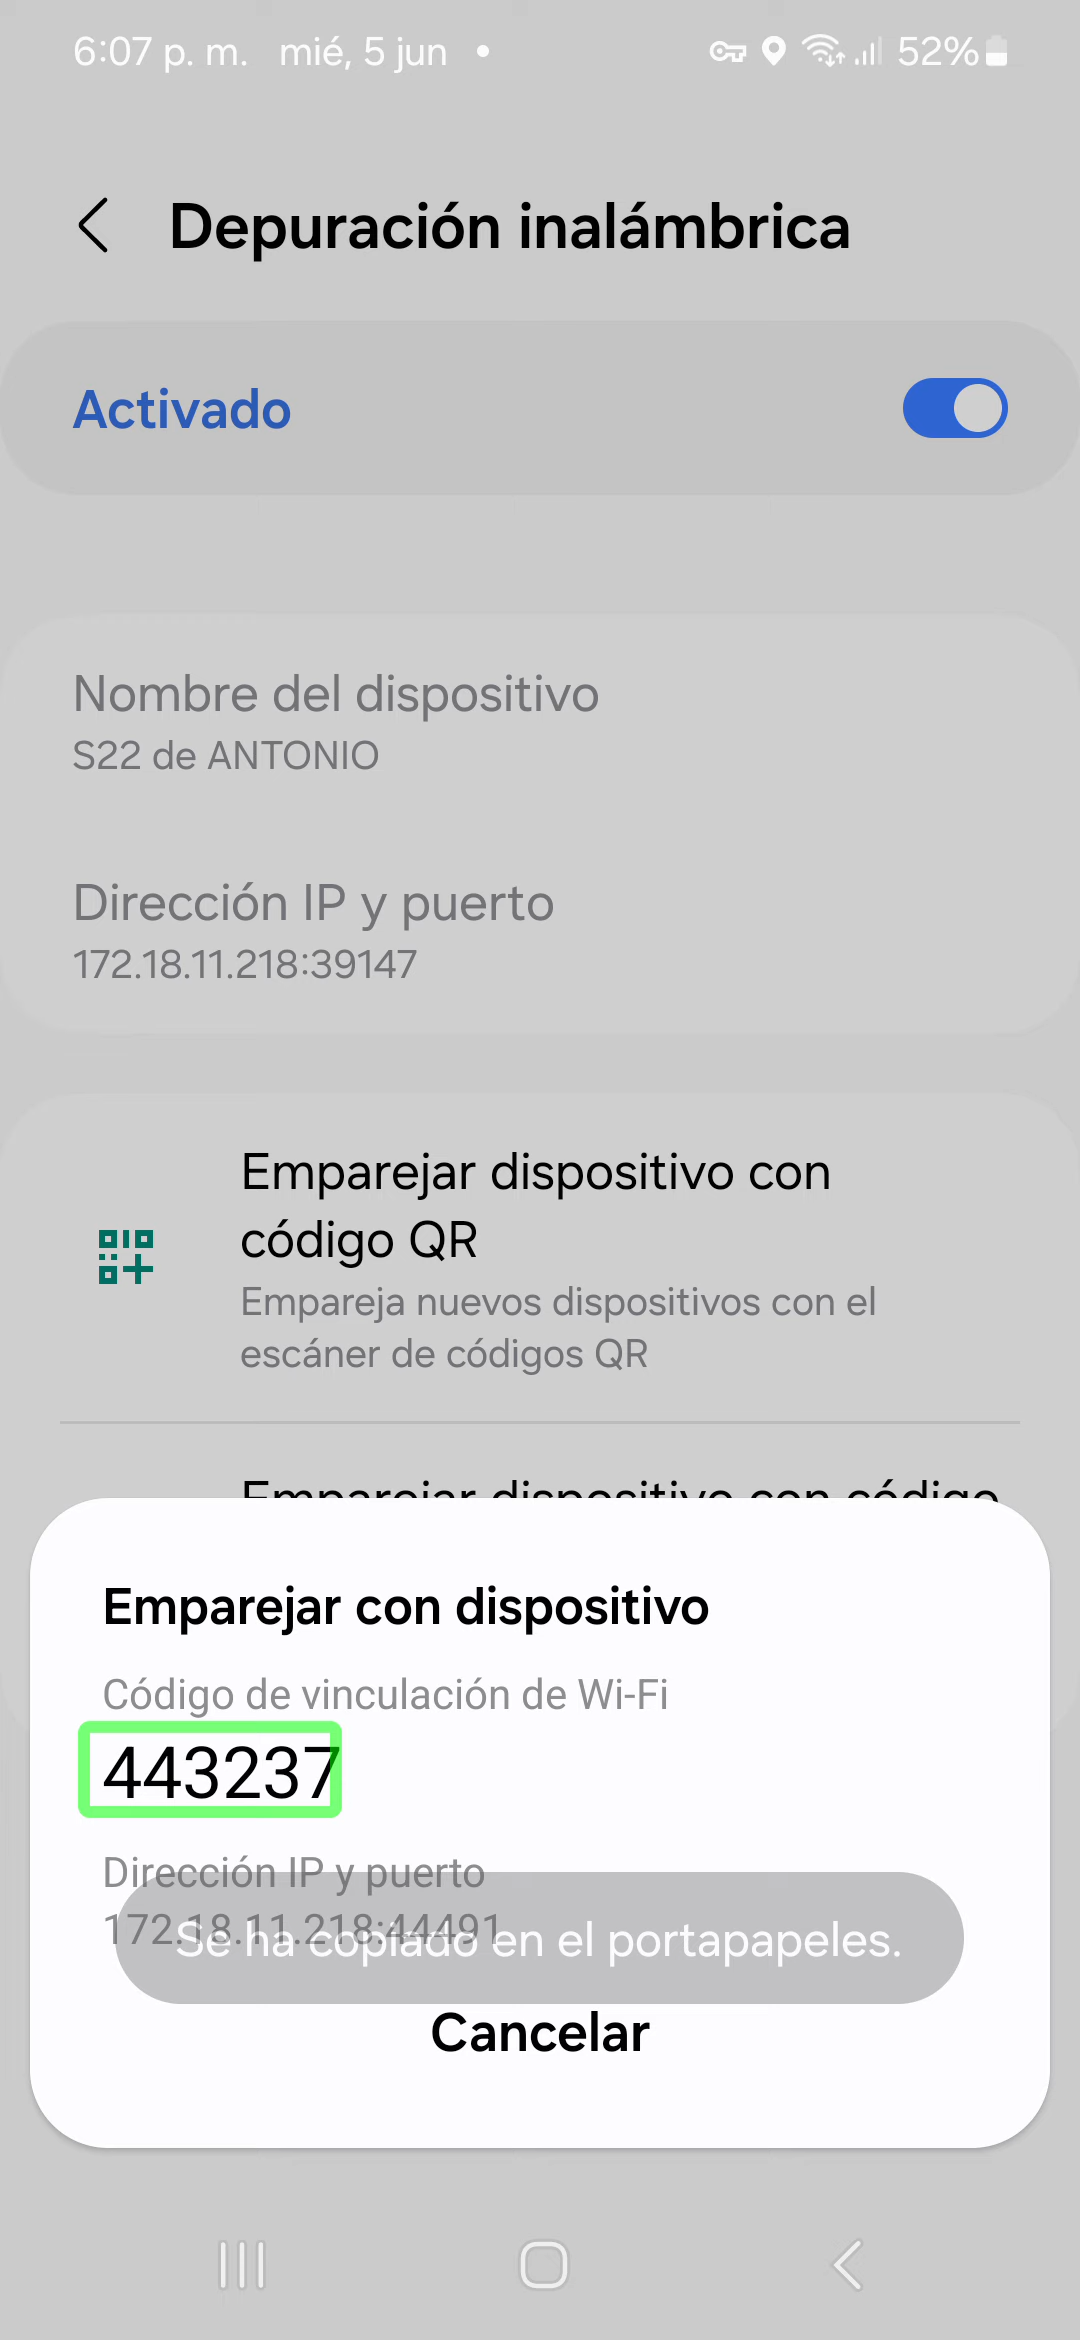 6:07 p. m. mié, 5 jun • 52%
Depuración inalámbrica
Activado
Nombre del dispositivo
S22 de ANTONIO
Dirección IP y puerto
172.18.11.218:39147
Emparejar dispositivo con
código QR
Empareja nuevos dispositivos con el
escáner de códigos QR
Emparejar dispositivo con código
Emparejar con dispositivo
Código de vinculación de Wi-Fi
443237
Dirección IP y puerto
172.18.11.218:44491
Se ha copiado en el portapapeles.
Cancelar